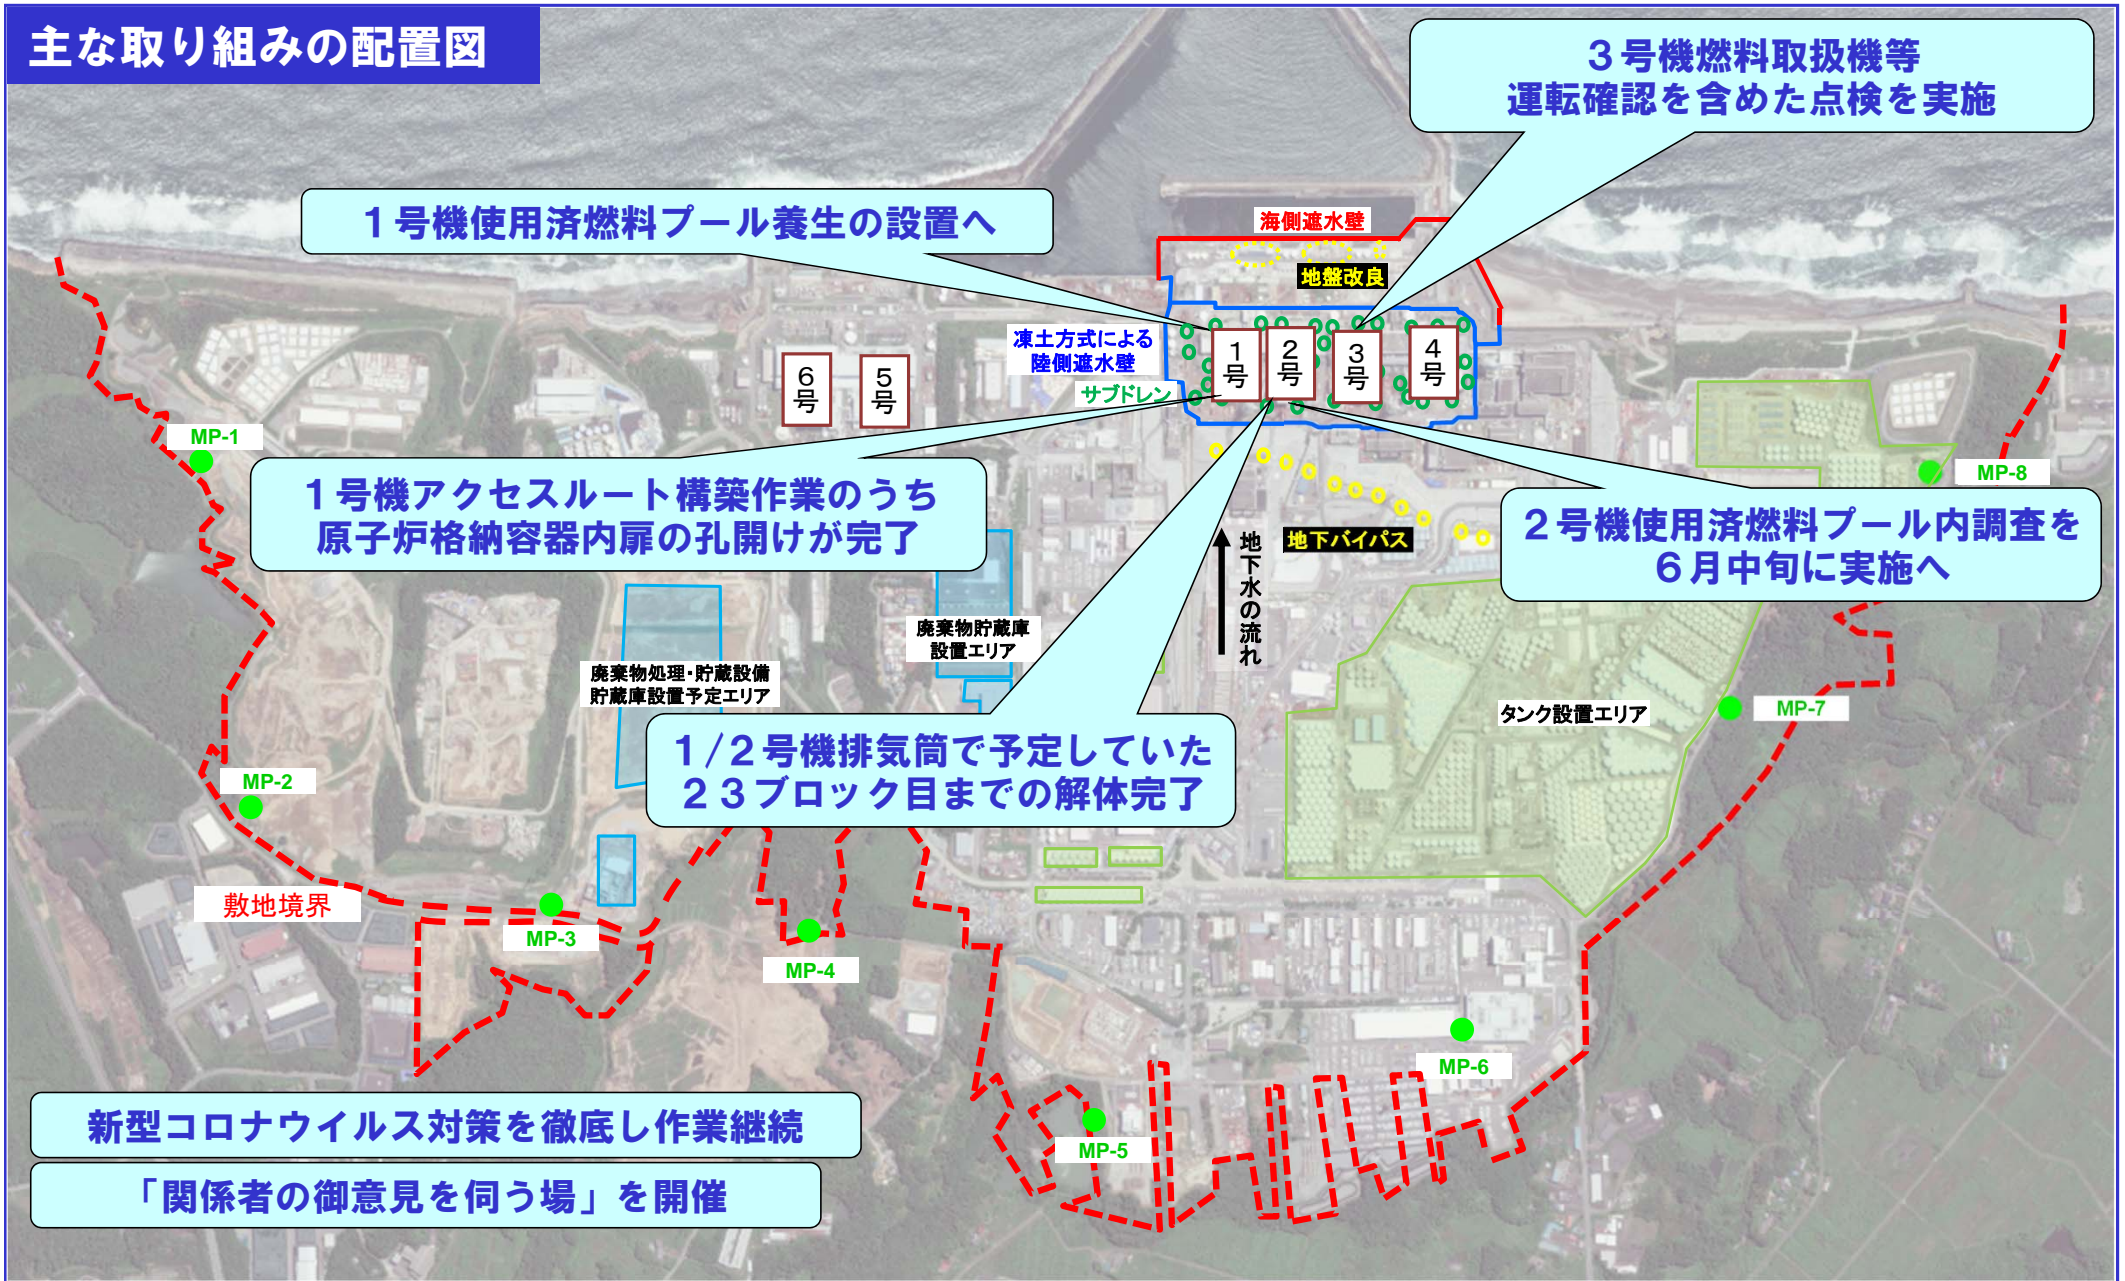 主な取り組みの配置図
３号機燃料取扱機等
運転確認を含めた点検を実施
１号機使用済燃料プール養生の設置へ
海側遮水壁
地盤改良
凍土方式による
陸側遮水壁
サブドレン
６号
５号
１号
２号
３号
４号
MP-1
MP-8
１号機アクセスルート構築作業のうち
原子炉格納容器内扉の孔開けが完了
２号機使用済燃料プール内調査を
６月中旬に実施へ
地下バイパス
地下水の流れ
廃棄物貯蔵庫
設置エリア
廃棄物処理・貯蔵設備
貯蔵庫設置予定エリア
タンク設置エリア
MP-7
１/２号機排気筒で予定していた
２３ブロック目までの解体完了
MP-2
敷地境界
MP-3
MP-4
MP-6
MP-5
新型コロナウイルス対策を徹底し作業継続
「関係者の御意見を伺う場」を開催